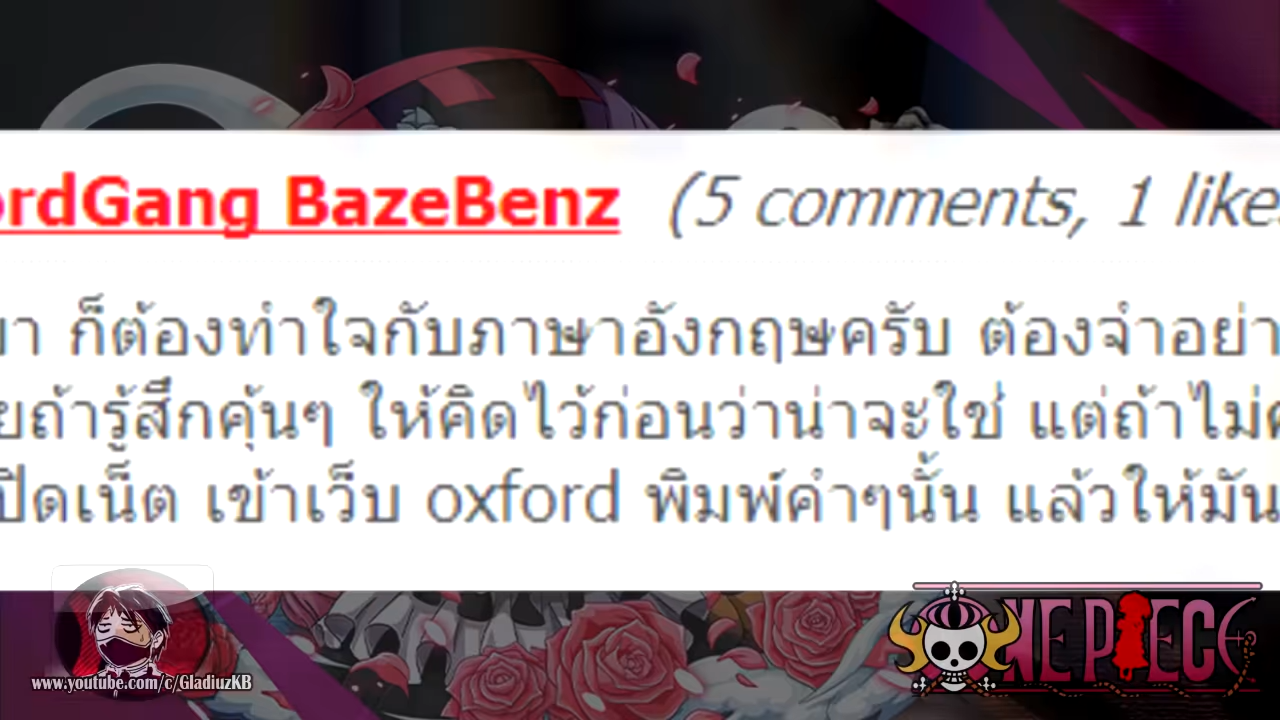 ordGang BazeBenz (5 comments, 1 like
มา ก็ต้องทำใจกับภาษาอังกฤษครับ ต้องจำอย่า
ยถ้ารู้สึกคุ้นๆ ให้คิดไว้ก่อนว่าน่าจะใช่ แต่ถ้าไม่
ปิดเน็ต เข้าเว็บ oxford พิมพ์คำๆนั้น แล้วให้มัน
www.youtube.com/c/GladiuzKB
ONE PIECE